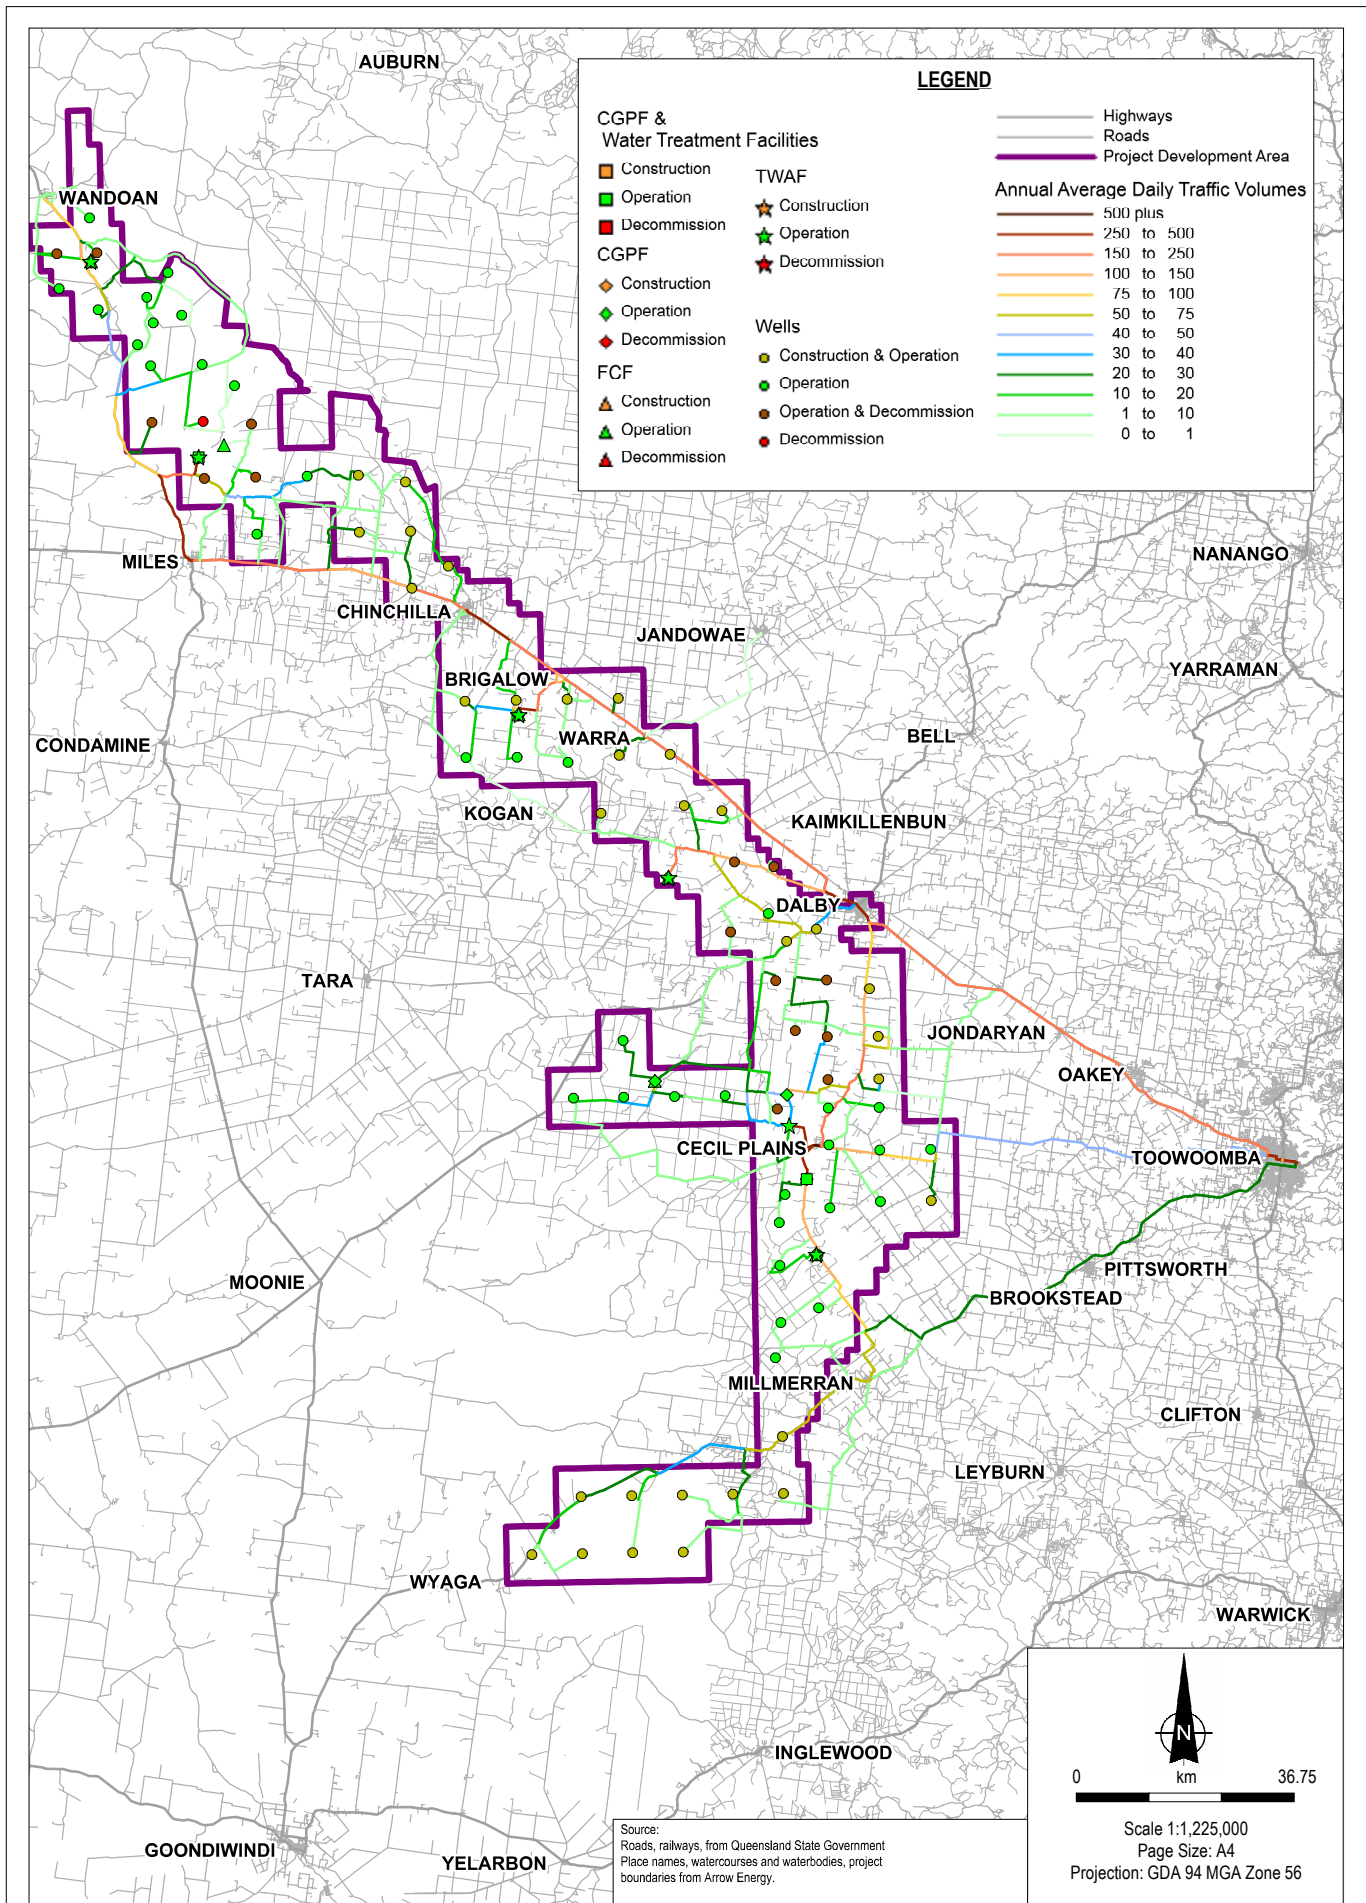 AUBURN
LEGEND
CGPF &
Water Treatment Facilities
Construction
Operation
Decommission
CGPF
Construction
Operation
Decommission
FCF
Construction
Operation
Decommission
TWAF
Construction
Operation
Decommission
Wells
Construction & Operation
Operation
Operation & Decommission
Decommission
Highways
Roads
Project Development Area
Annual Average Daily Traffic Volumes
500 plus
250 to 500
150 to 250
100 to 150
75 to 100
50 to 75
40 to 50
30 to 40
20 to 30
10 to 20
1 to 10
0 to 1
WANDOAN
NANANGO
MILES
CHINCHILLA
JANDOWAE
YARRAMAN
BRIGALOW
WARRA
BELL
CONDAMINE
KOGAN
KAIMKILLENBUN
DALBY
TARA
JONDARYAN
OAKEY
CECIL PLAINS
TOOWOOMBA
MOONIE
PITTSWORTH
BROOKSTEAD
MILLMERRAN
CLIFTON
LEYBURN
WYAGA
WARWICK
INGLEWOOD
GOONDIWINDI
YELARBON
Source:
Roads, railways, from Queensland State Government
Place names, watercourses and waterbodies, project
boundaries from Arrow Energy.
N
0 km 36.75
Scale 1:1,225,000
Page Size: A4
Projection: GDA 94 MGA Zone 56